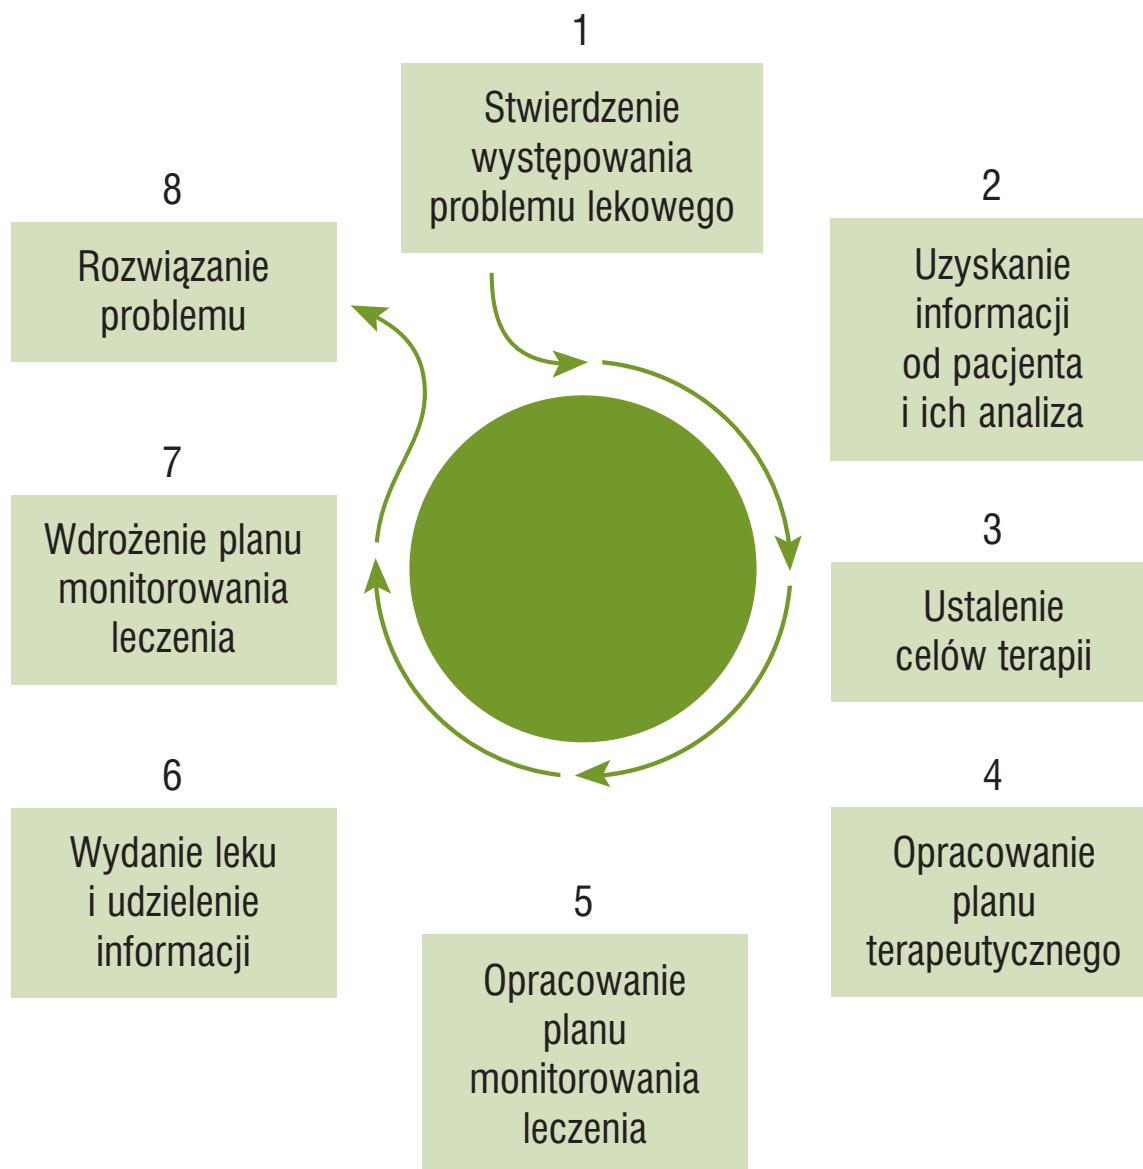 1
Stwierdzenie
występowania
problemu lekowego
2
Uzyskanie
informacji
od pacjenta
i ich analiza
3
Ustalenie
celów terapii
4
Opracowanie
planu
terapeutycznego
5
Opracowanie
planu
monitorowania
leczenia
6
Wydanie leku
i udzielenie
informacji
7
Wdrożenie planu
monitorowania
leczenia
8
Rozwiązanie
problemu